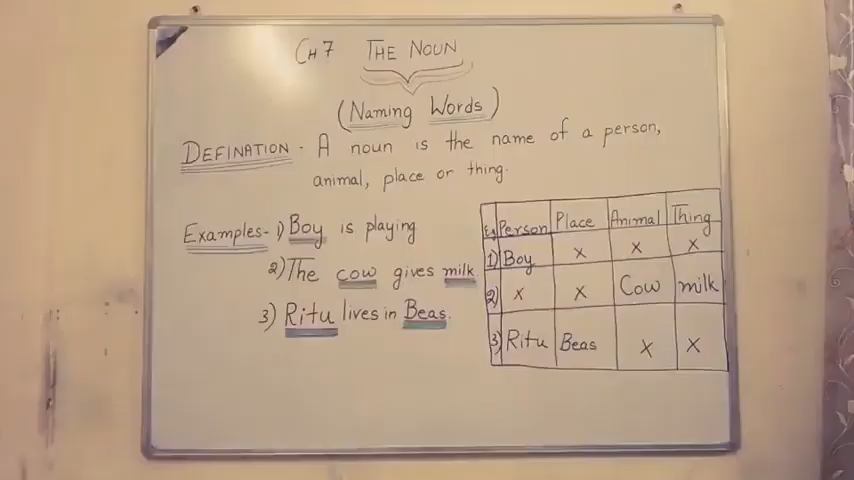 CH 7 THE NOUN
(Naming Words)
DEFINATION - A noun is the name of a person,
animal, place or thing.
Examples- 1) Boy is playing
2) The cow gives milk
3) Ritu lives in Beas.
Eg Person Place Animal Thing
1) Boy x x x
2) x x Cow milk
3) Ritu Beas x x